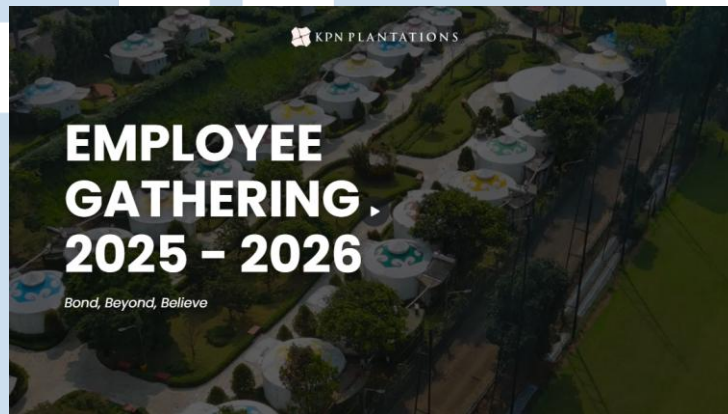 KPN PLANTATIONS
EMPLOYEE
GATHERING
2025 - 2026
Bond, Beyond, Believe